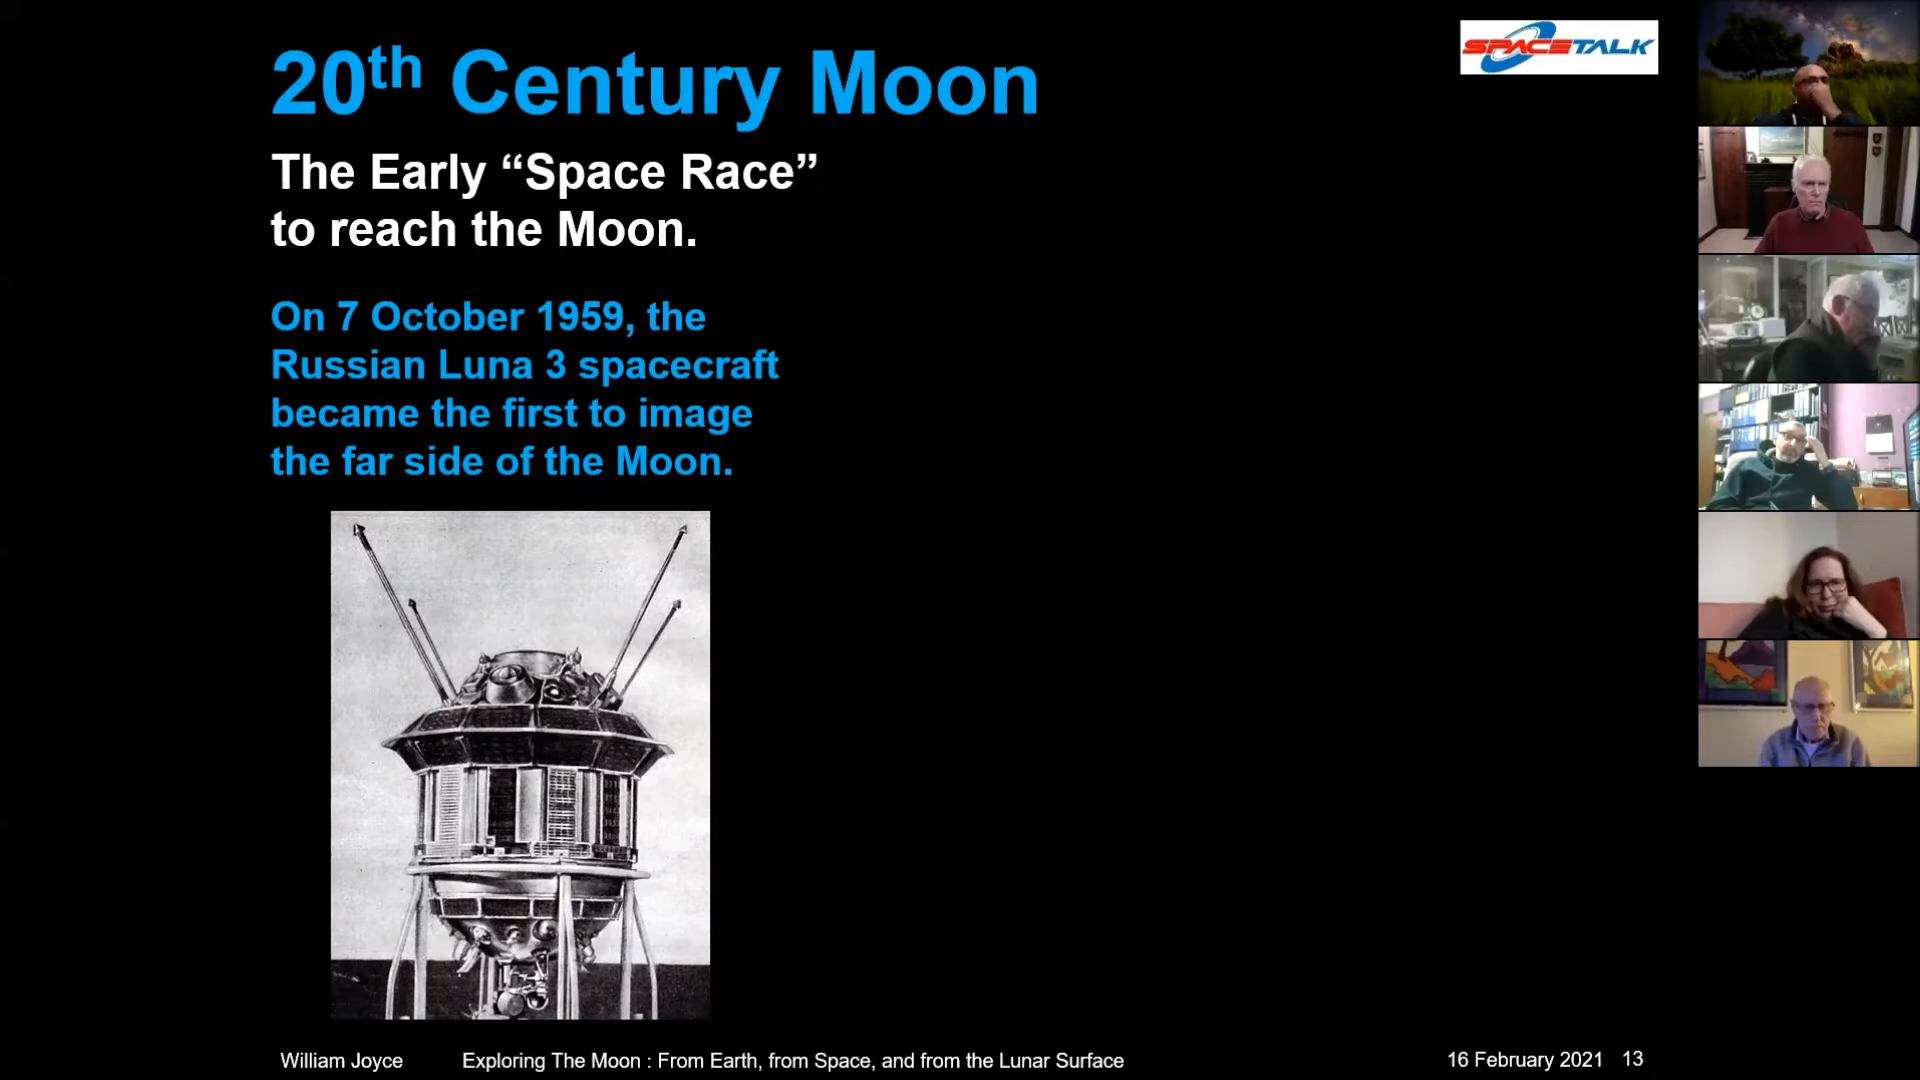 20th Century Moon
SPACETALK
The Early “Space Race”
to reach the Moon.
On 7 October 1959, the
Russian Luna 3 spacecraft
became the first to image
the far side of the Moon.
William Joyce Exploring The Moon : From Earth, from Space, and from the Lunar Surface 16 February 2021 13